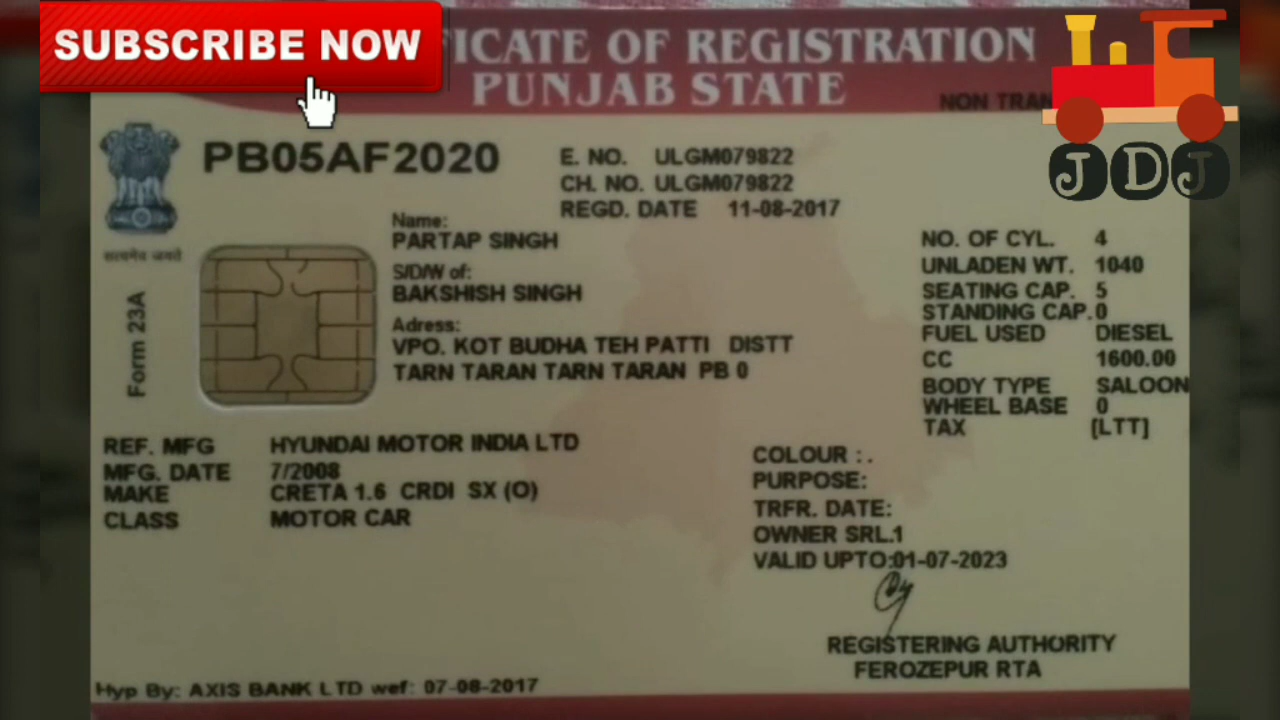 SUBSCRIBE NOW
ICATE OF REGISTRATION
PUNJAB STATE
NON TRAN
JDJ
PB05AF2020
E. NO. ULGM079822
CH. NO. ULGM079822
REGD. DATE 11-08-2017
सत्यमेव जयते
Form 23A
Name:
PARTAP SINGH
S/D/W of:
BAKSHISH SINGH
Adress:
VPO. KOT BUDHA TEH PATTI DISTT
TARN TARAN TARN TARAN PB 0
NO. OF CYL. 4
UNLADEN WT. 1040
SEATING CAP. 5
STANDING CAP.0
FUEL USED DIESEL
CC 1600.00
BODY TYPE SALOON
WHEEL BASE 0
TAX [LTT]
REF. MFG HYUNDAI MOTOR INDIA LTD
MFG. DATE 7/2008
MAKE CRETA 1.6 CRDI SX (O)
CLASS MOTOR CAR
COLOUR : .
PURPOSE:
TRFR. DATE:
OWNER SRL.1
VALID UPTO:01-07-2023
REGISTERING AUTHORITY
FEROZEPUR RTA
Hyp By: AXIS BANK LTD wef: 07-08-2017